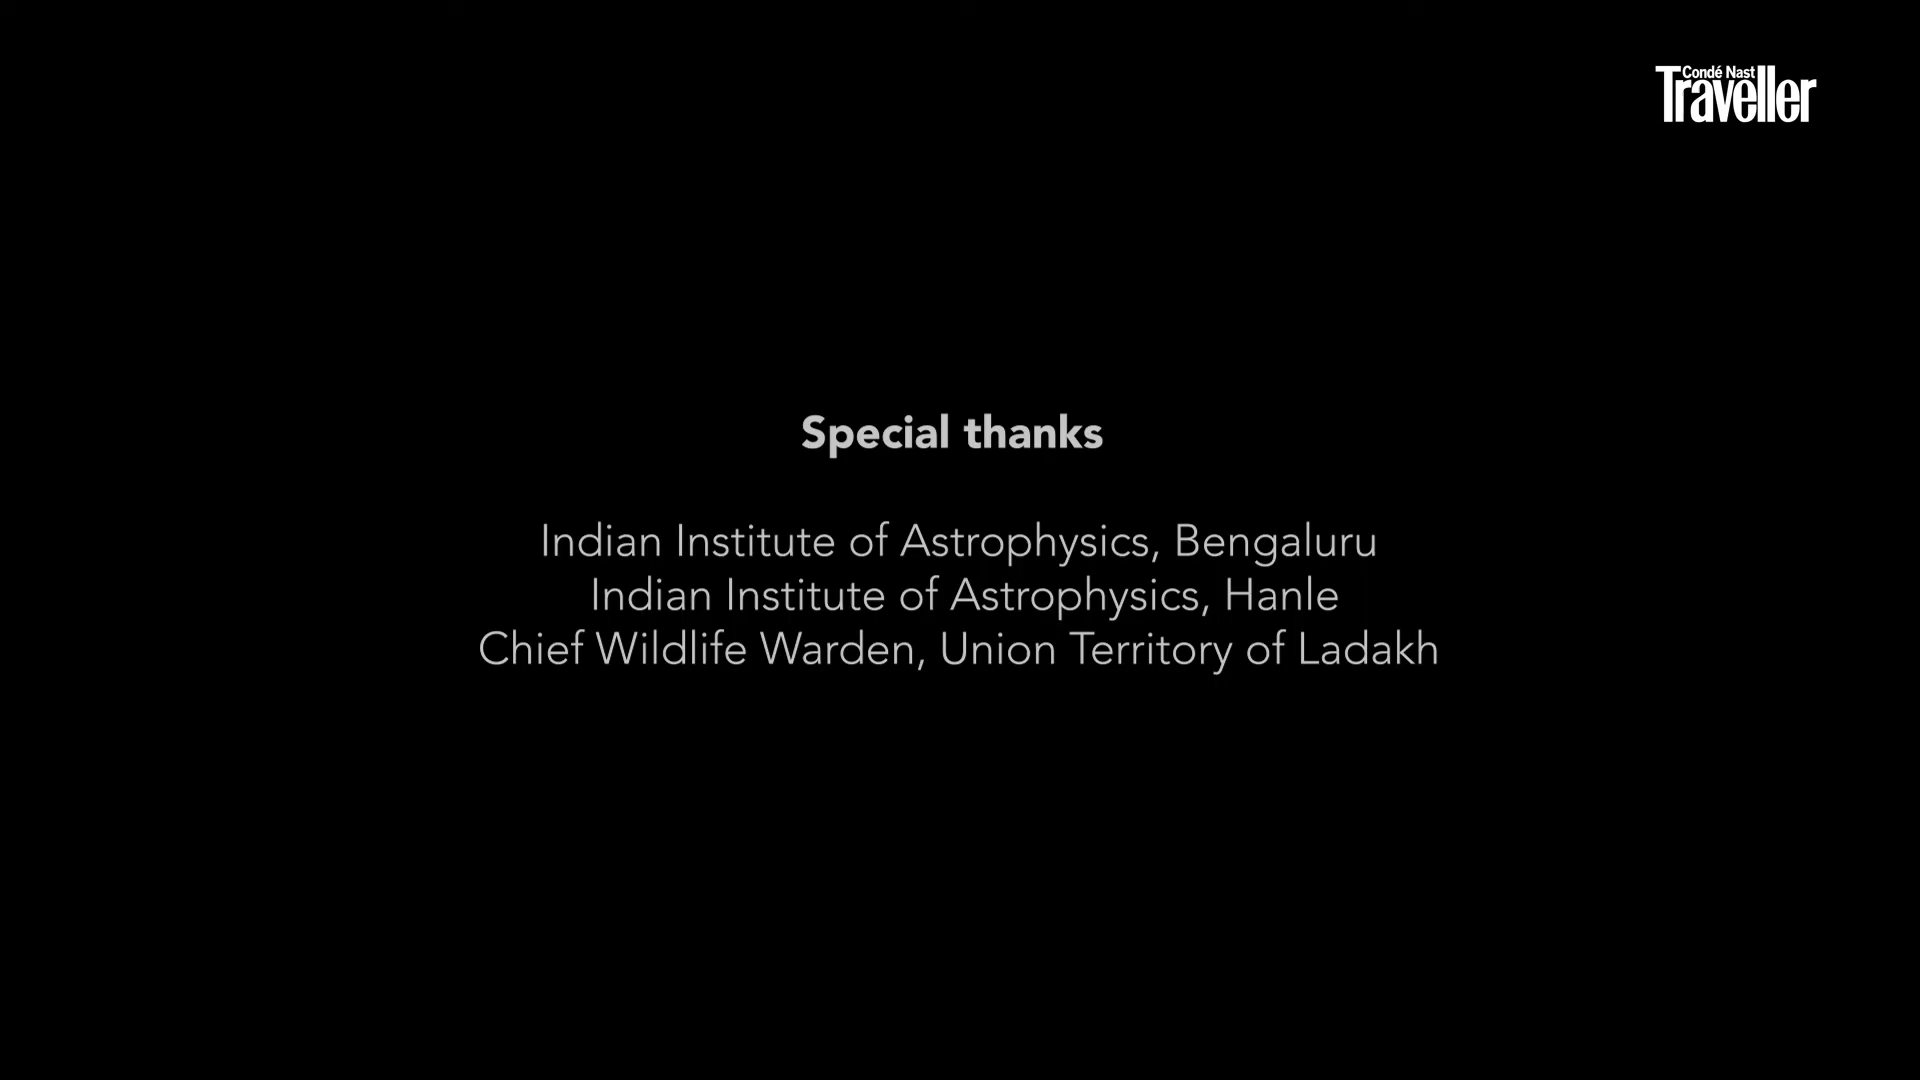 Condé Nast
Traveller
Special thanks
Indian Institute of Astrophysics, Bengaluru
Indian Institute of Astrophysics, Hanle
Chief Wildlife Warden, Union Territory of Ladakh